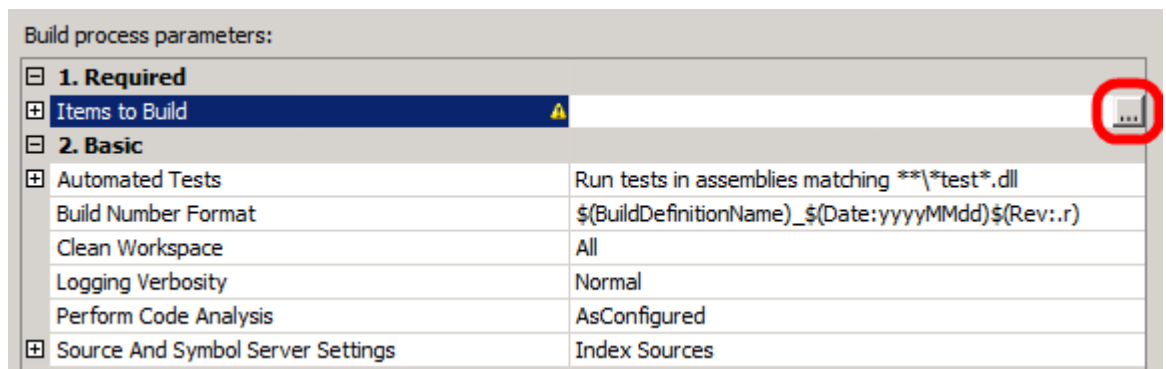 Build process parameters:
1. Required
Items to Build
...
2. Basic
Automated Tests Run tests in assemblies matching **\*test*.dll
Build Number Format $(BuildDefinitionName)_$(Date:yyyyMMdd)$(Rev:.r)
Clean Workspace All
Logging Verbosity Normal
Perform Code Analysis AsConfigured
Source And Symbol Server Settings Index Sources